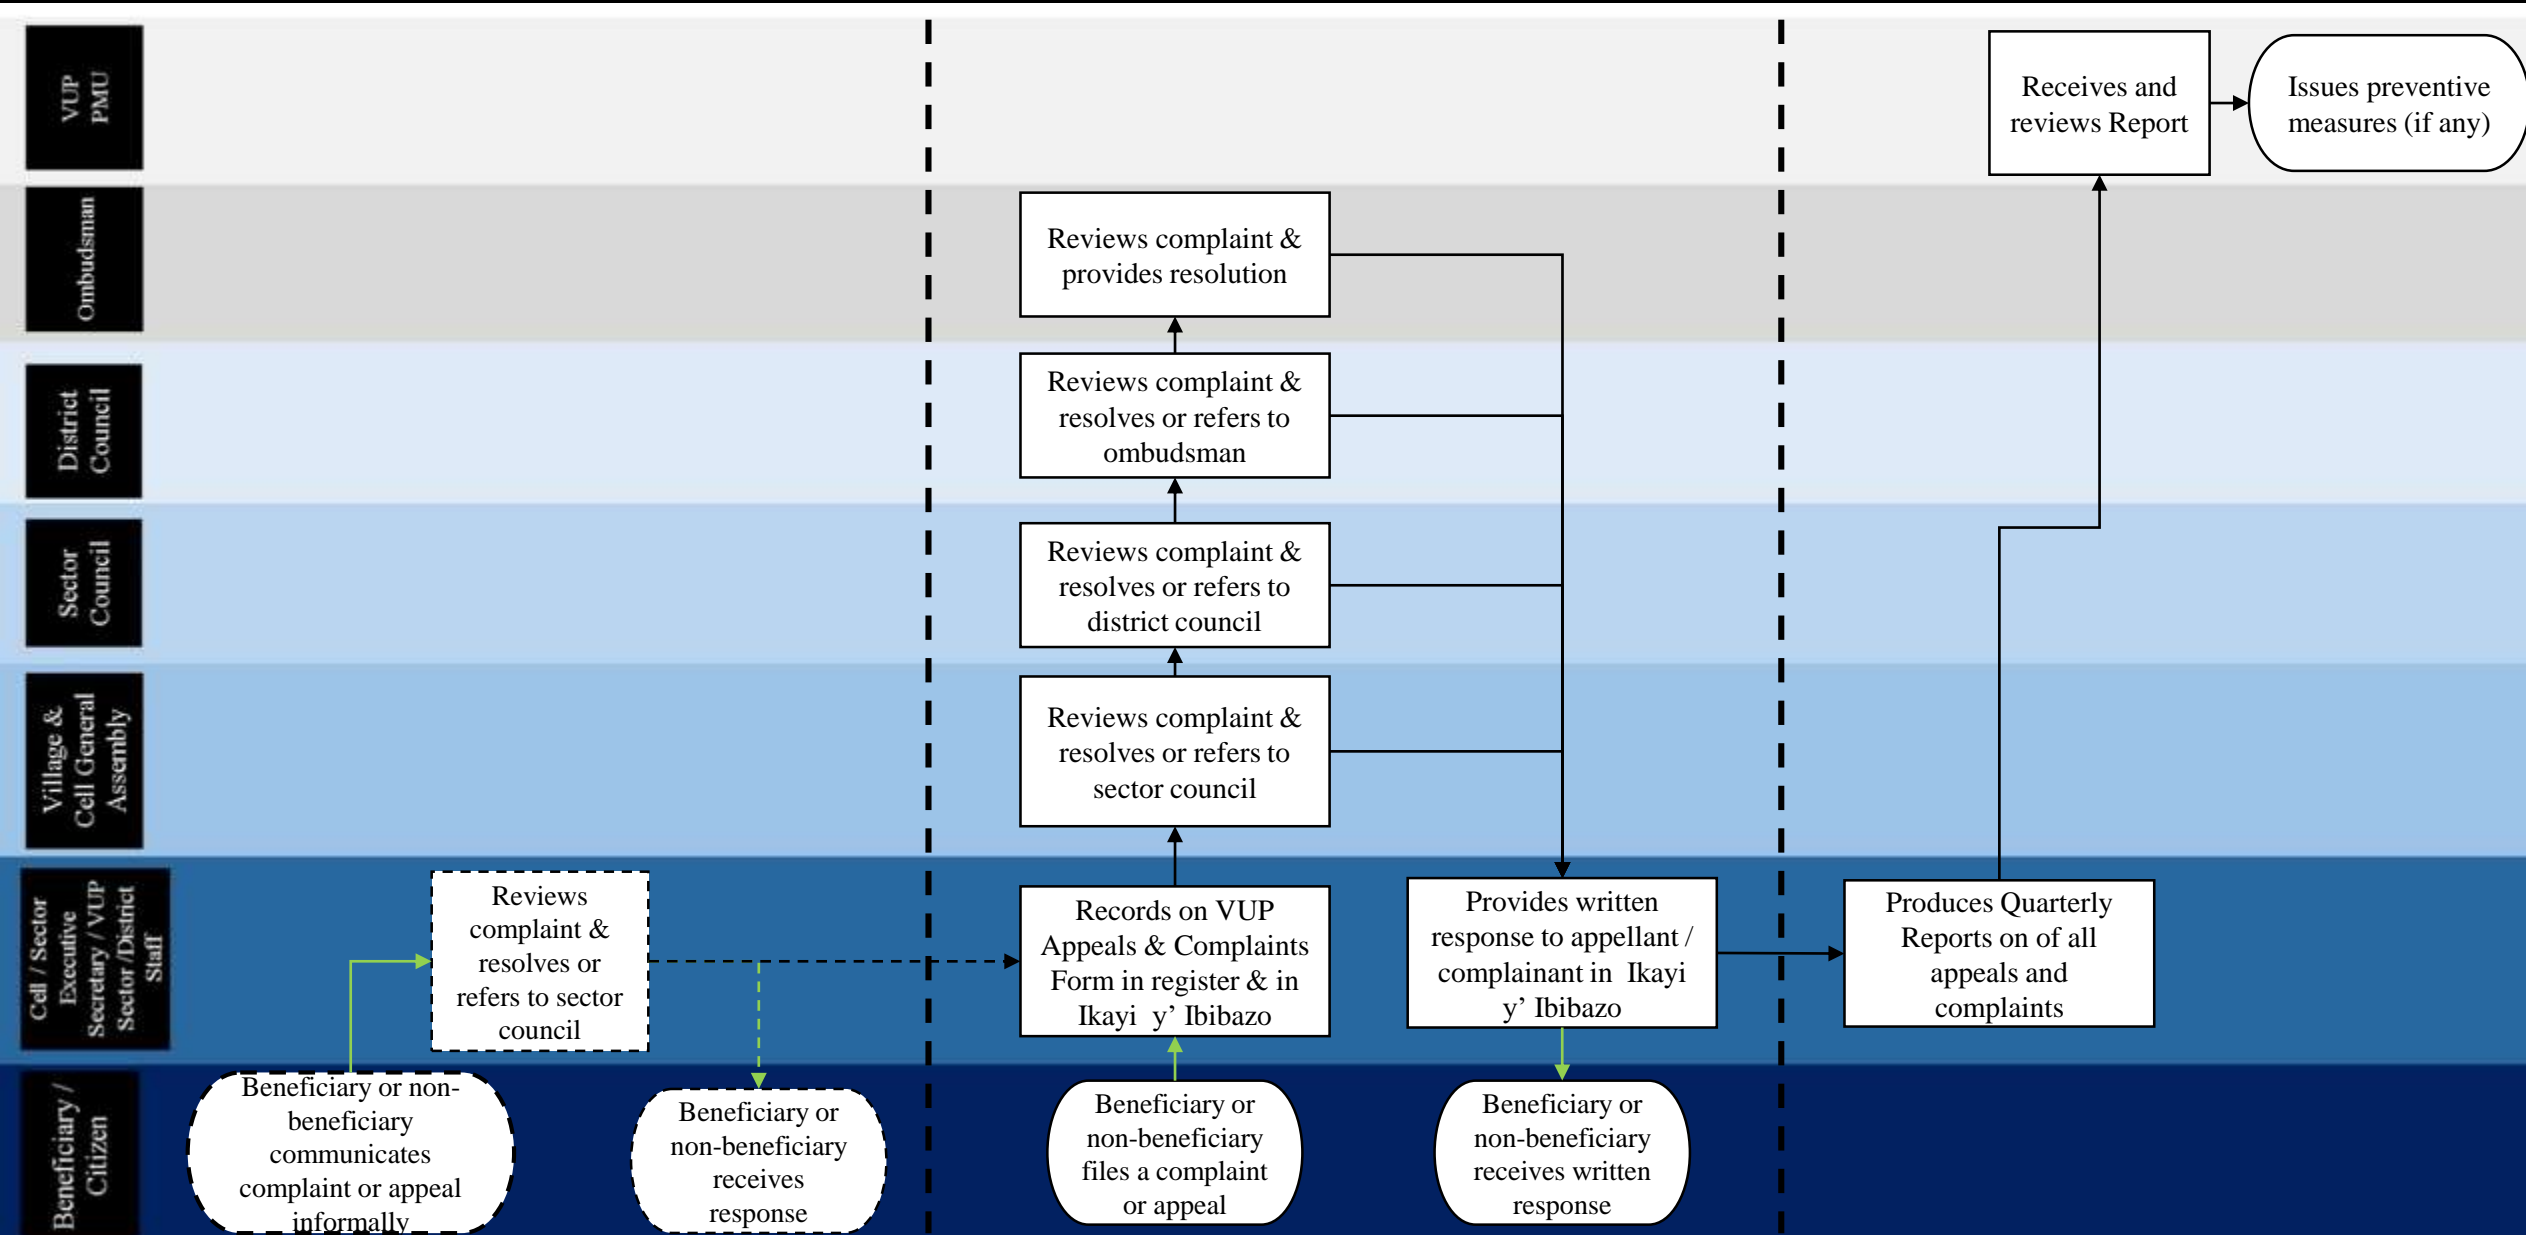 VUP
PMU
Receives and
reviews Report
Issues preventive
measures (if any)
Ombudsman
Reviews complaint &
provides resolution
District
Council
Reviews complaint &
resolves or refers to
ombudsman
Sector
Council
Reviews complaint &
resolves or refers to
district council
Village &
Cell General
Assembly
Reviews complaint &
resolves or refers to
sector council
Cell / Sector
Executive
Secretary / VUP
Sector /District
Staff
Reviews
complaint &
resolves or
refers to sector
council
Records on VUP
Appeals & Complaints
Form in register & in
Ikayi y’ Ibibazo
Provides written
response to appellant /
complainant in Ikayi
y’ Ibibazo
Produces Quarterly
Reports on of all
appeals and
complaints
Beneficiary /
Citizen
Beneficiary or non-
beneficiary
communicates
complaint or appeal
informally
Beneficiary or
non-beneficiary
receives
response
Beneficiary or
non-beneficiary
files a complaint
or appeal
Beneficiary or
non-beneficiary
receives written
response